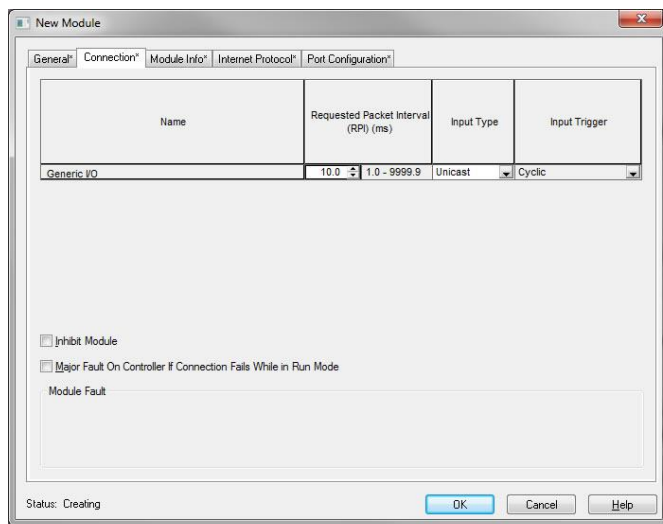 New Module
General* Connection* Module Info* Internet Protocol* Port Configuration*
Name
Requested Packet Interval
(RPI) (ms)
Input Type
Input Trigger
Generic I/O 10.0 1.0 - 9999.9 Unicast Cyclic
Inhibit Module
Major Fault On Controller If Connection Fails While in Run Mode
Module Fault
Status: Creating OK Cancel Help